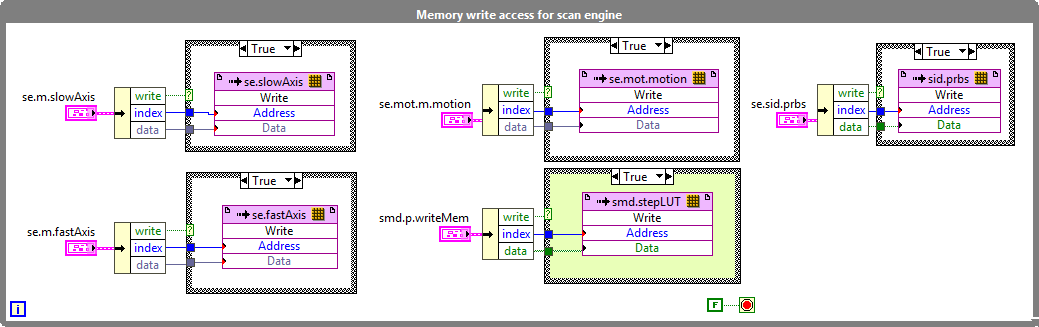 Memory write access for scan engine
True
se.m.slowAxis
write
index
data
?
se.slowAxis
Write
Address
Data
True
se.mot.m.motion
write
index
data
?
se.mot.motion
Write
Address
Data
True
se.sid.prbs
write
index
data
?
sid.prbs
Write
Address
Data
True
se.m.fastAxis
write
index
data
?
se.fastAxis
Write
Address
Data
True
smd.p.writeMem
write
index
data
?
smd.stepLUT
Write
Address
Data
i
F